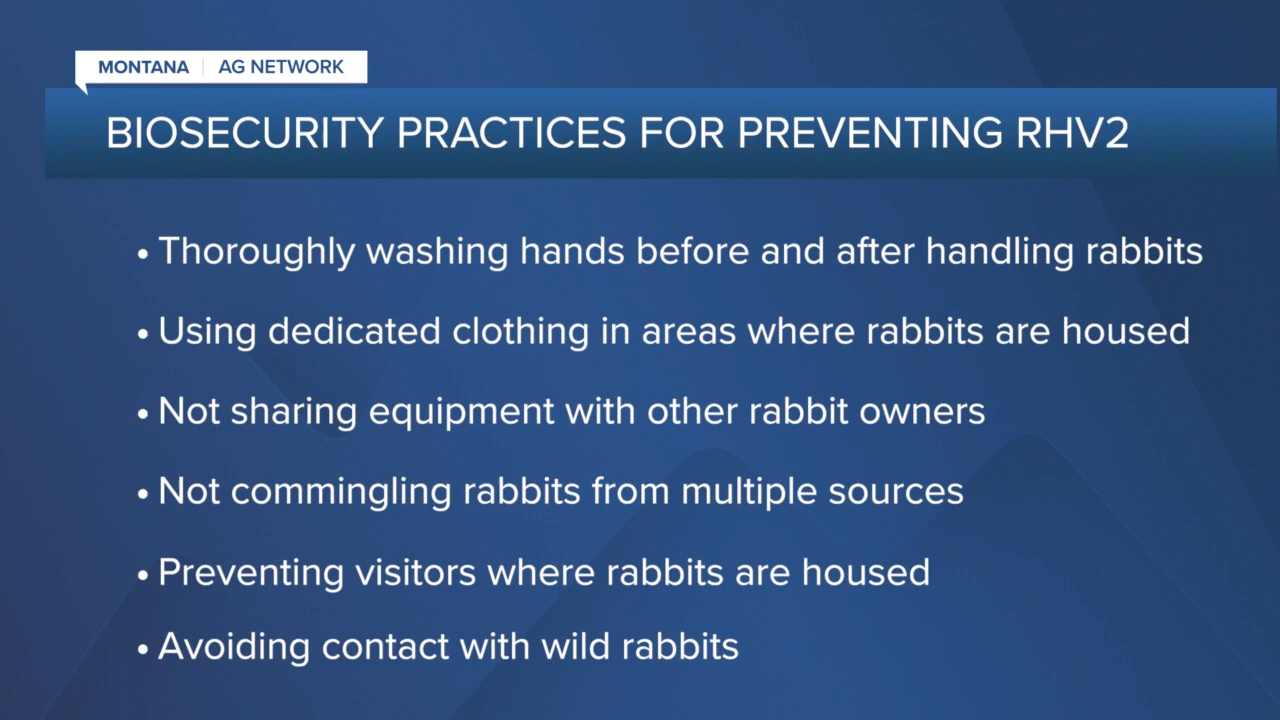 MONTANA | AG NETWORK
BIOSECURITY PRACTICES FOR PREVENTING RHV2
• Thoroughly washing hands before and after handling rabbits
• Using dedicated clothing in areas where rabbits are housed
• Not sharing equipment with other rabbit owners
• Not commingling rabbits from multiple sources
• Preventing visitors where rabbits are housed
• Avoiding contact with wild rabbits